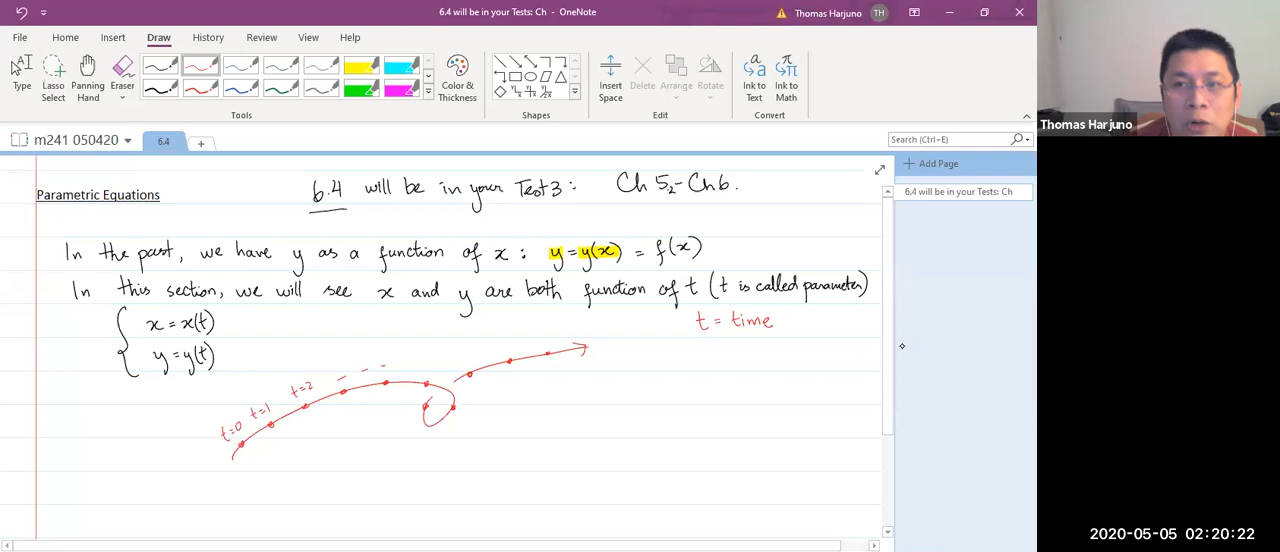 6.4 will be in your Tests: Ch - OneNote
Thomas Harjuno TH
File Home Insert Draw History Review View Help
Type
Lasso Select
Panning Hand
Eraser
Color & Thickness
Insert Space
Delete
Arrange
Rotate
Ink to Text
Ink to Math
Tools Shapes Edit Convert
m241 050420
6.4
Search (Ctrl+E)
Add Page
6.4 will be in your Tests: Ch
Thomas Harjuno
Parametric Equations
6.4 will be in your Test 3: Ch 5.2 - Ch 6.
In the past, we have y as a function of x : y = y(x) = f(x)
In this section, we will see x and y are both function of t (t is called parameter)
x = x(t)
t = time
y = y(t)
t=0 t=1 t=2
2020-05-05 02:20:22